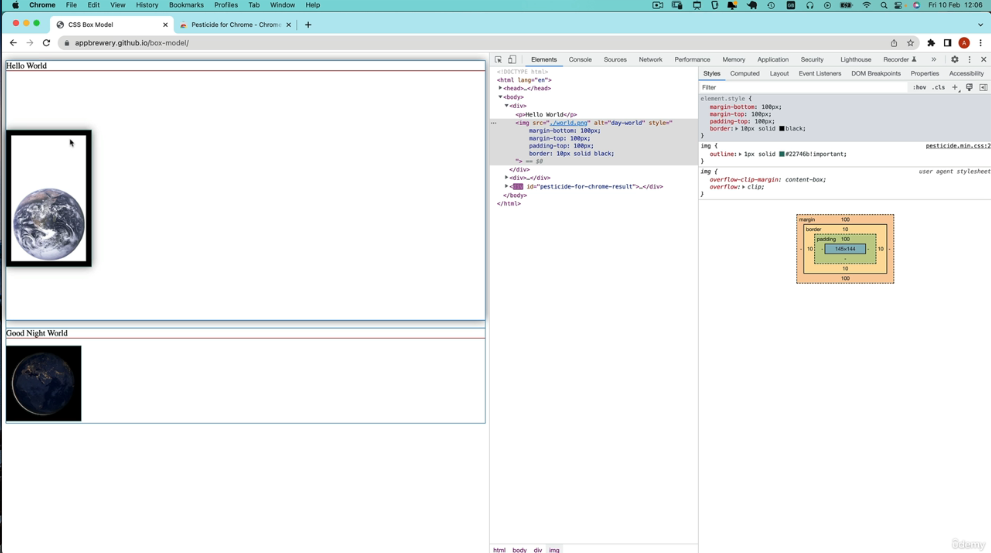 Chrome File Edit View History Bookmarks Profiles Tab Window Help Fri 10 Feb 12:06
CSS Box Model Pesticide for Chrome - Chrom
appbrewery.github.io/box-model/ A
Hello World
Good Night World
Elements Console Sources Network Performance Memory Application Security Lighthouse Recorder »
<!DOCTYPE html>
<html lang="en">
<head>…</head>
<body>
<div>
<p>Hello World</p>
… <img src="./world.png" alt="day-world" style="
margin-bottom: 100px;
margin-top: 100px;
padding-top: 100px;
border: 10px solid black;
"> == $0
</div>
<div>…</div>
id="pesticide-for-chrome-result">…</div>
</body>
</html>
html body div img
Styles Computed Layout Event Listeners DOM Breakpoints Properties Accessibility
Filter :hov .cls +
element.style {
margin-bottom: 100px;
margin-top: 100px;
padding-top: 100px;
border: 10px solid black;
}
img { pesticide.min.css:2
outline: 1px solid #22746b!important;
}
img { user agent stylesheet
overflow-clip-margin: content-box;
overflow: clip;
}
margin 100
border 10
padding 100
- 10 - 148×144 - 10 -
-
10
100
ûdemy